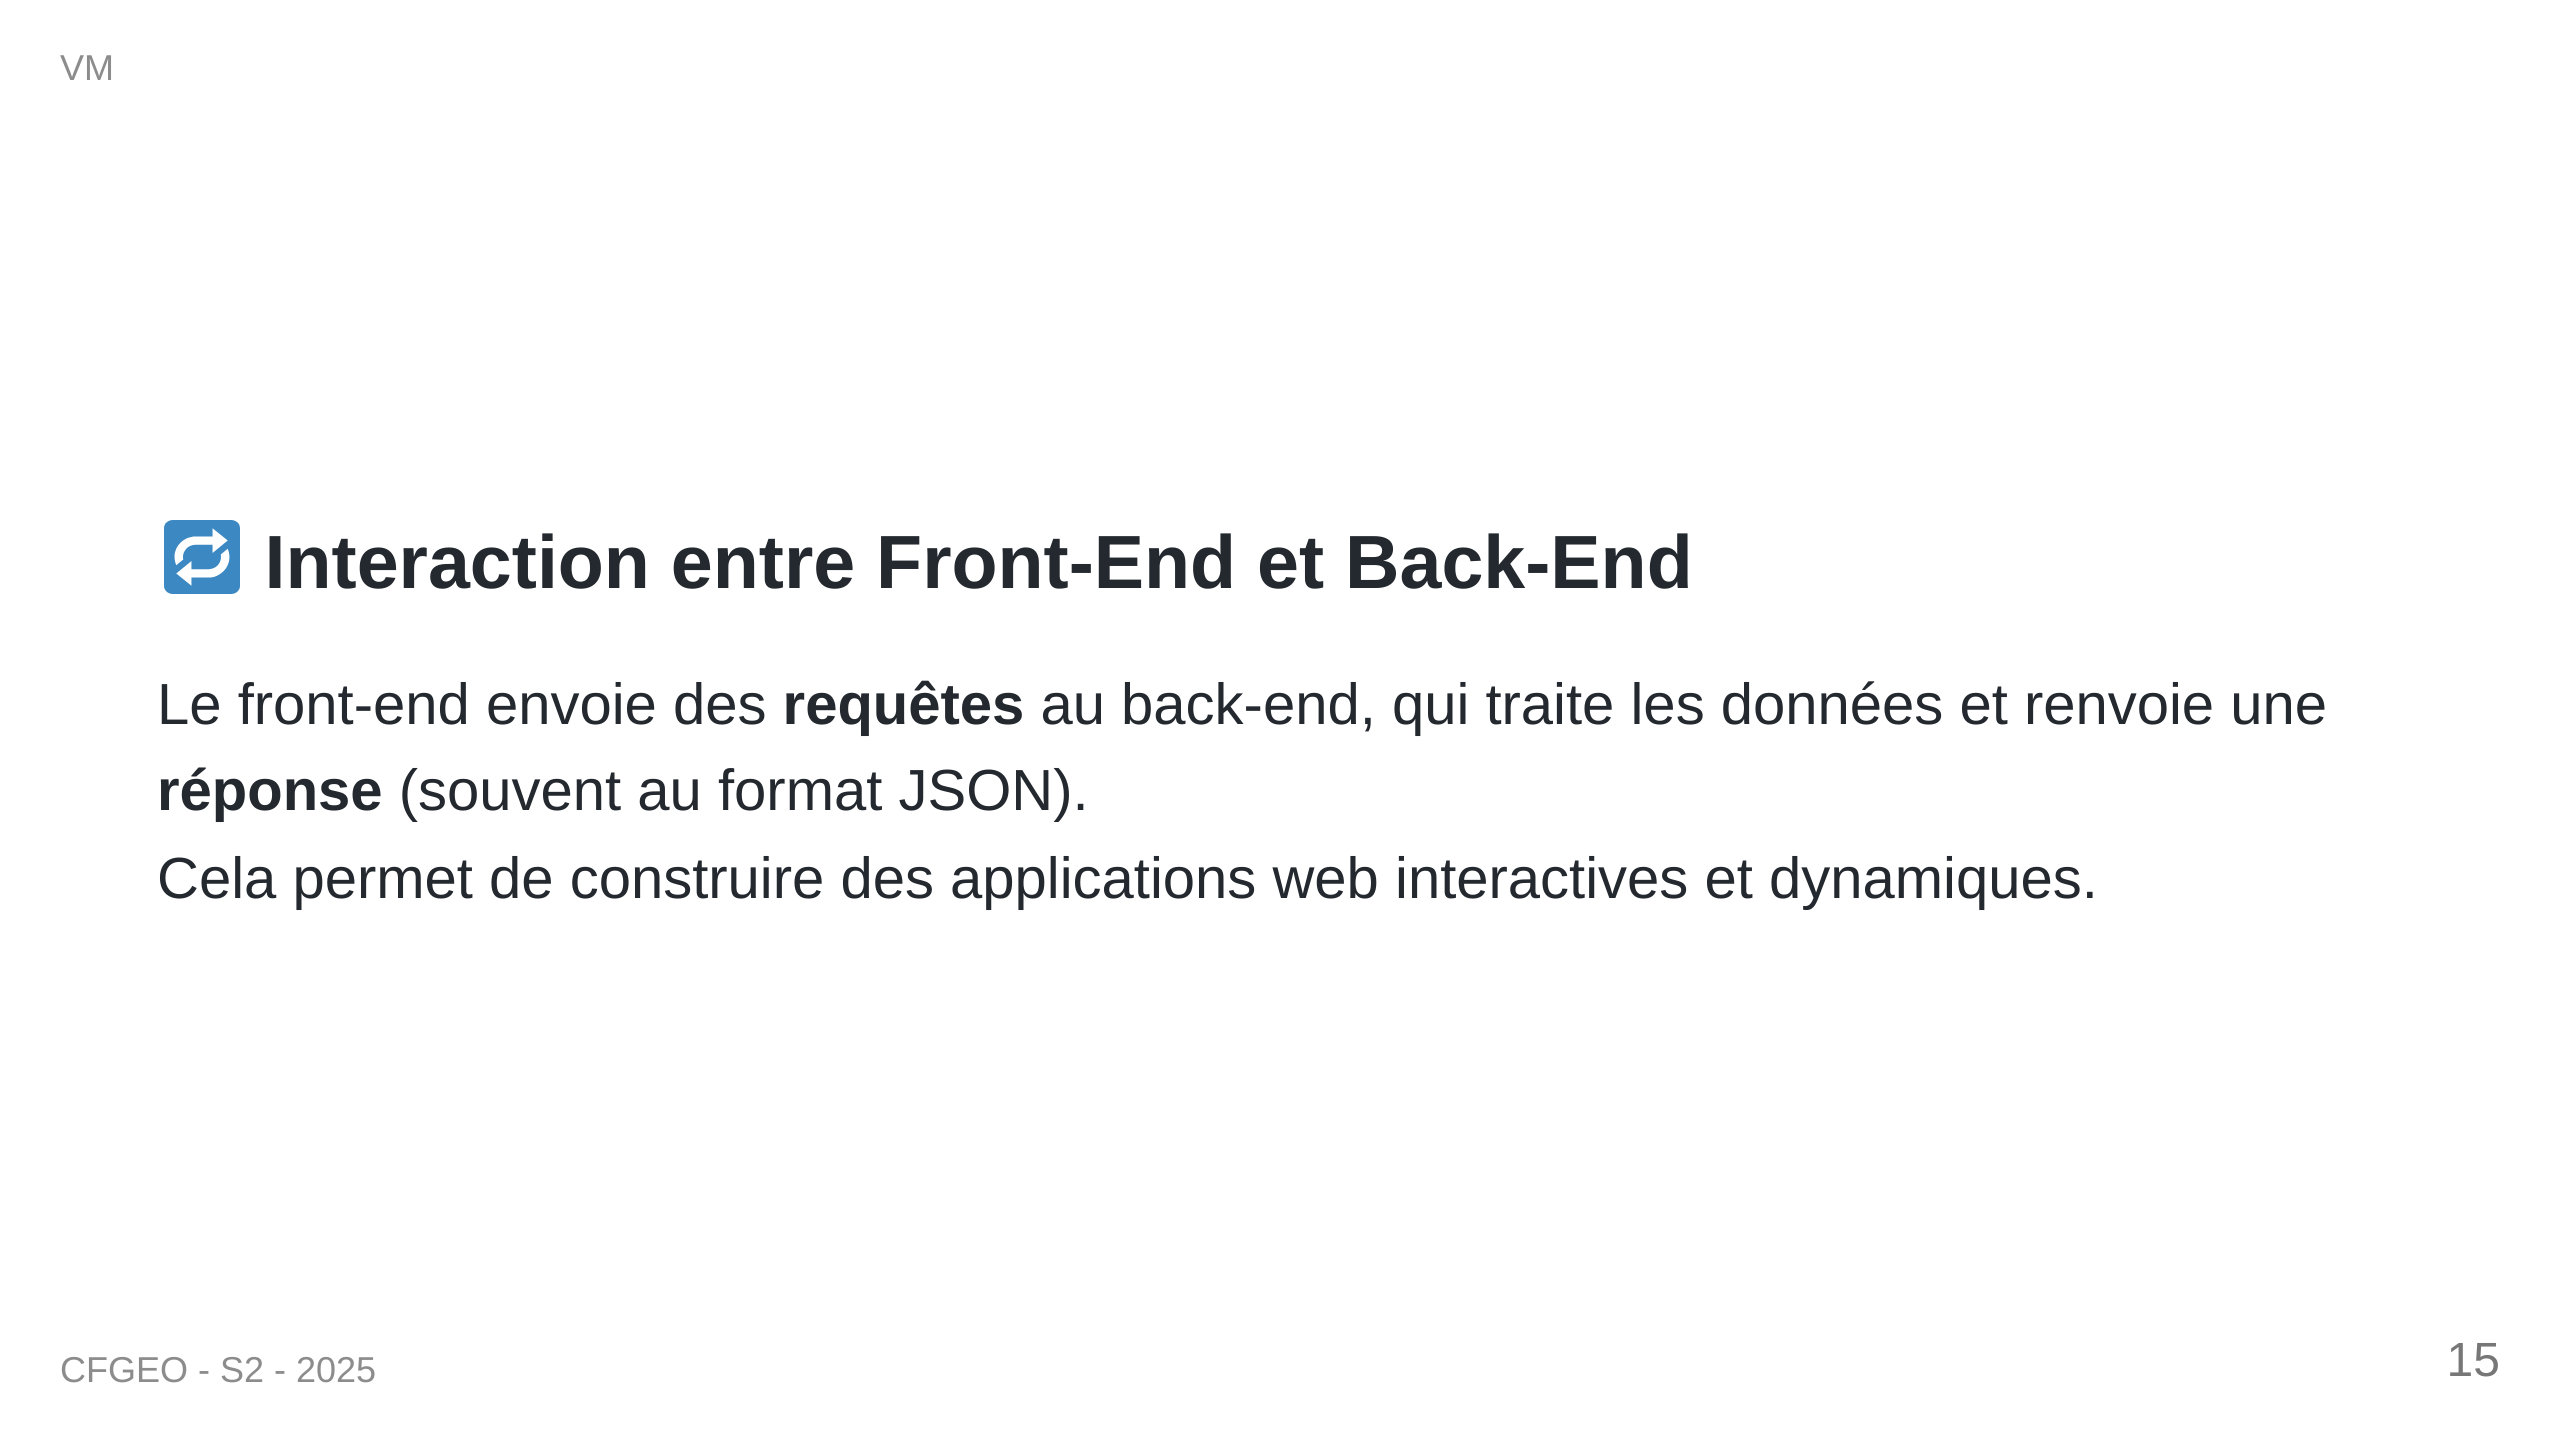 VM
🔁 Interaction entre Front-End et Back-End
Le front-end envoie des requêtes au back-end, qui traite les données et renvoie une
réponse (souvent au format JSON).
Cela permet de construire des applications web interactives et dynamiques.
CFGEO - S2 - 2025
15